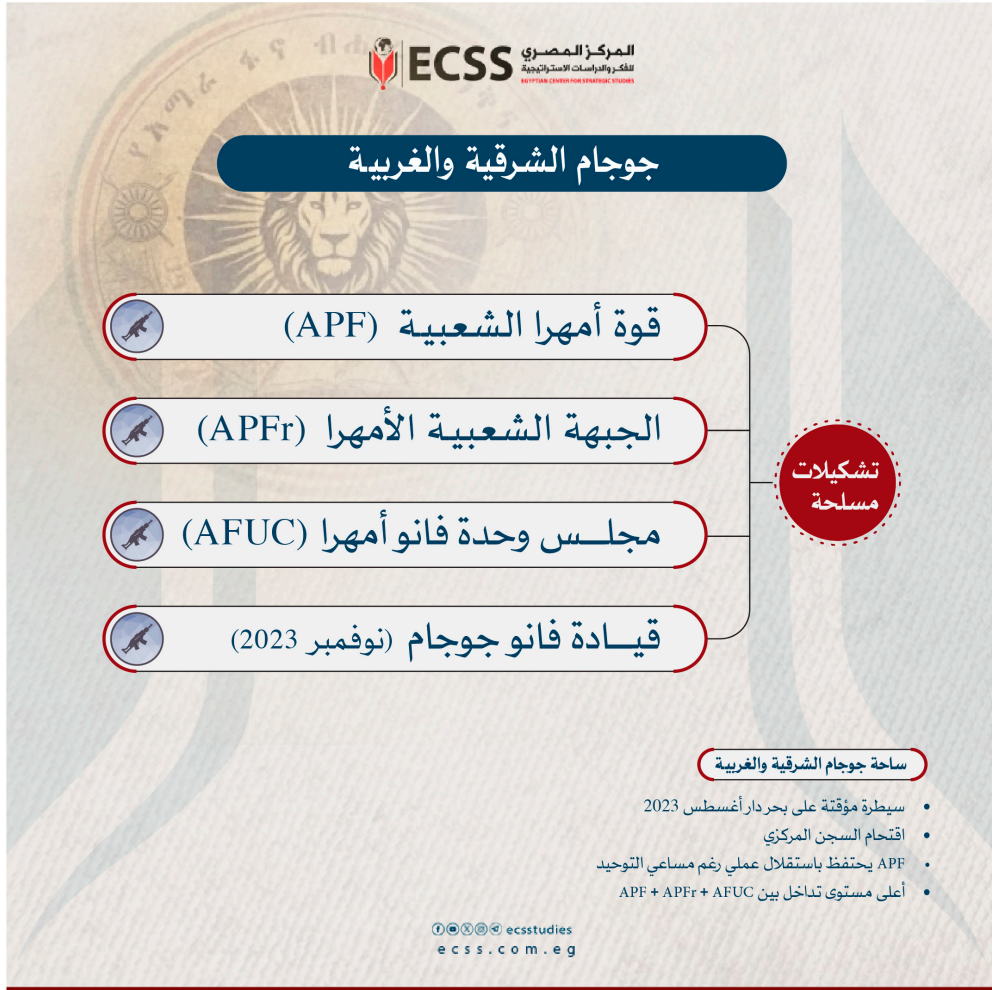 ECSS
المركز المصري
للفكر والدراسات الاستراتيجية
EGYPTIAN CENTER FOR STRATEGIC STUDIES
جوجام الشرقية والغربية
قوة أمهرا الشعبية (APF)
الجبهة الشعبية الأمهرا (APFr)
تشكيلات
مسلحة
مجلس وحدة فانو أمهرا (AFUC)
قيادة فانو جوجام (نوفمبر 2023)
ساحة جوجام الشرقية والغربية
• سيطرة مؤقتة على بحر دار أغسطس 2023
• اقتحام السجن المركزي
• APF يحتفظ باستقلال عملي رغم مساعي التوحيد
• أعلى مستوى تداخل بين APF + APFr + AFUC
ecsstudies
ecss.com.eg